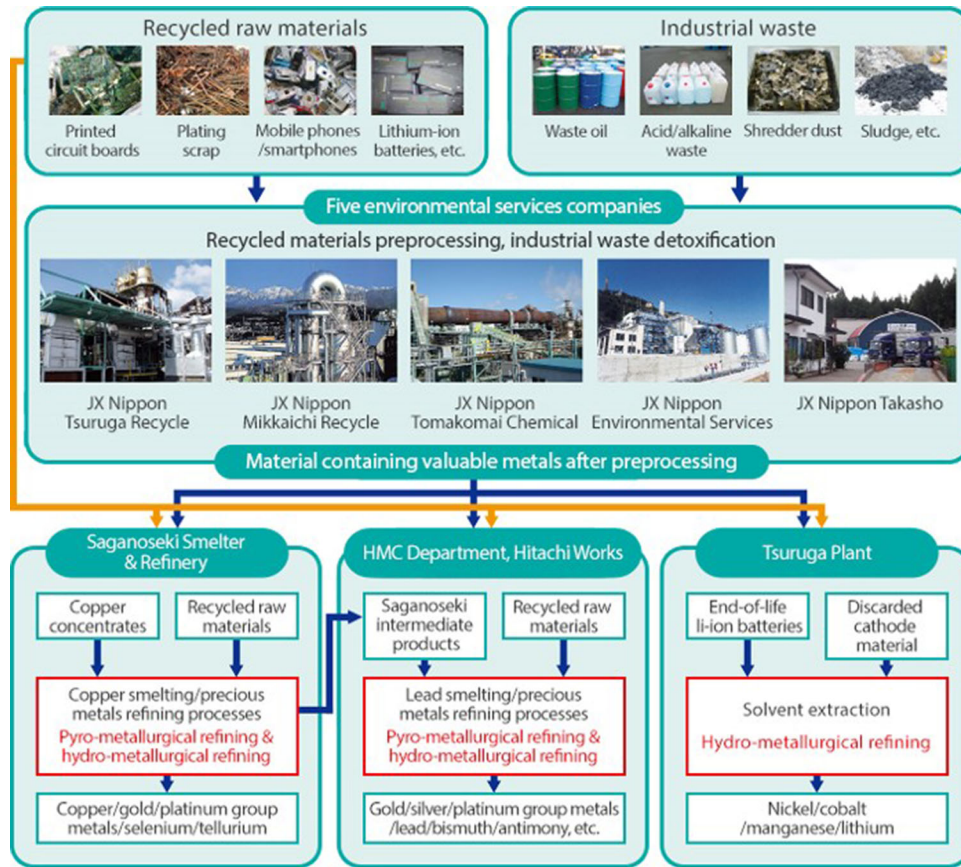 Recycled raw materials
Printed
circuit boards
Plating
scrap
Mobile phones
/smartphones
Lithium-ion
batteries, etc.
Industrial waste
Waste oil
Acid/alkaline
waste
Shredder dust
Sludge, etc.
Five environmental services companies
Recycled materials preprocessing, industrial waste detoxification
JX Nippon
Tsuruga Recycle
JX Nippon
Mikkaichi Recycle
JX Nippon
Tomakomai Chemical
JX Nippon
Environmental Services
JX Nippon Takasho
Material containing valuable metals after preprocessing
Saganoseki Smelter
& Refinery
Copper
concentrates
Recycled raw
materials
Copper smelting/precious
metals refining processes
Pyro-metallurgical refining &
hydro-metallurgical refining
Copper/gold/platinum group
metals/selenium/tellurium
HMC Department, Hitachi Works
Saganoseki
intermediate
products
Recycled raw
materials
Lead smelting/precious
metals refining processes
Pyro-metallurgical refining &
hydro-metallurgical refining
Gold/silver/platinum group metals
/lead/bismuth/antimony, etc.
Tsuruga Plant
End-of-life
li-ion batteries
Discarded
cathode
material
Solvent extraction
Hydro-metallurgical refining
Nickel/cobalt
/manganese/lithium